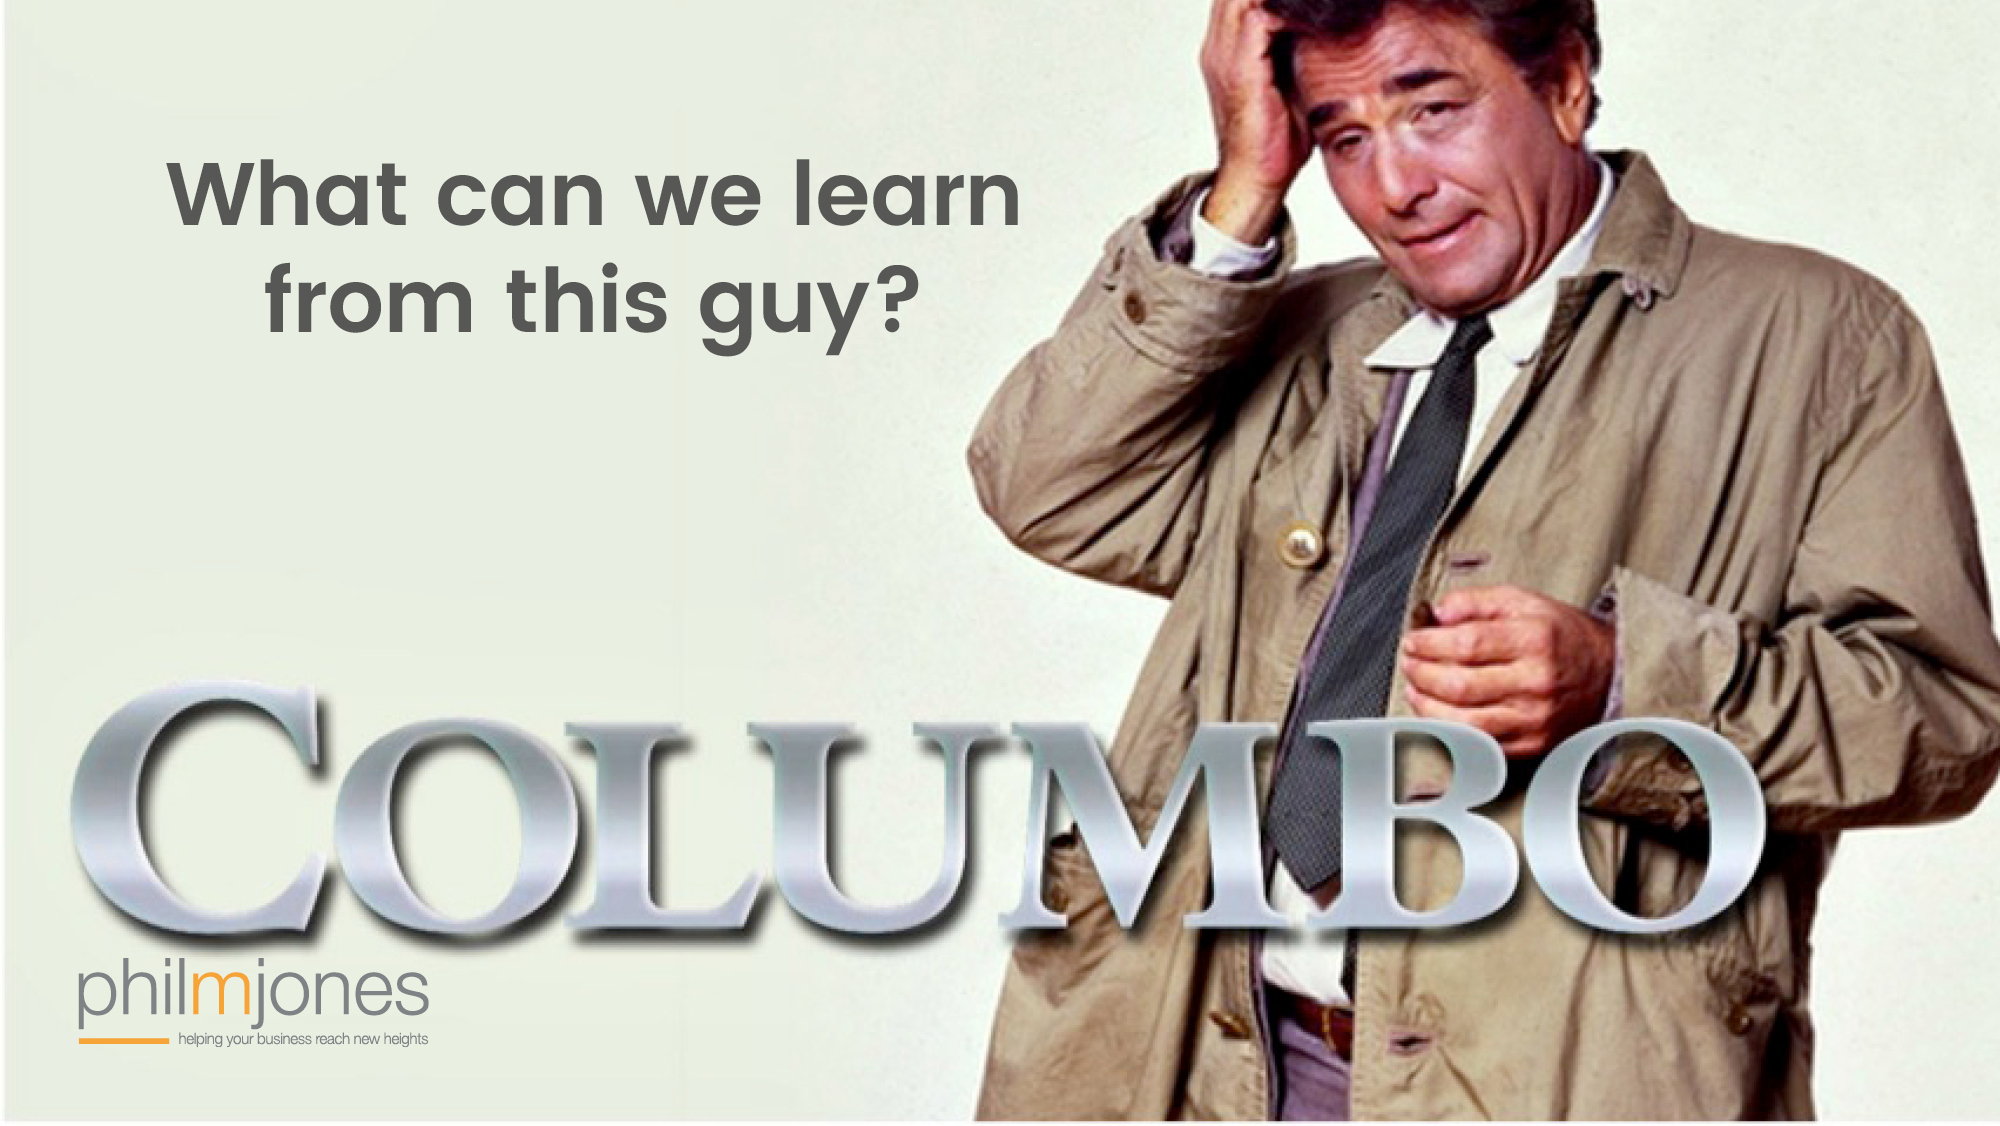 What can we learn
from this guy?
COLUMBO
philmjones
helping your business reach new heights